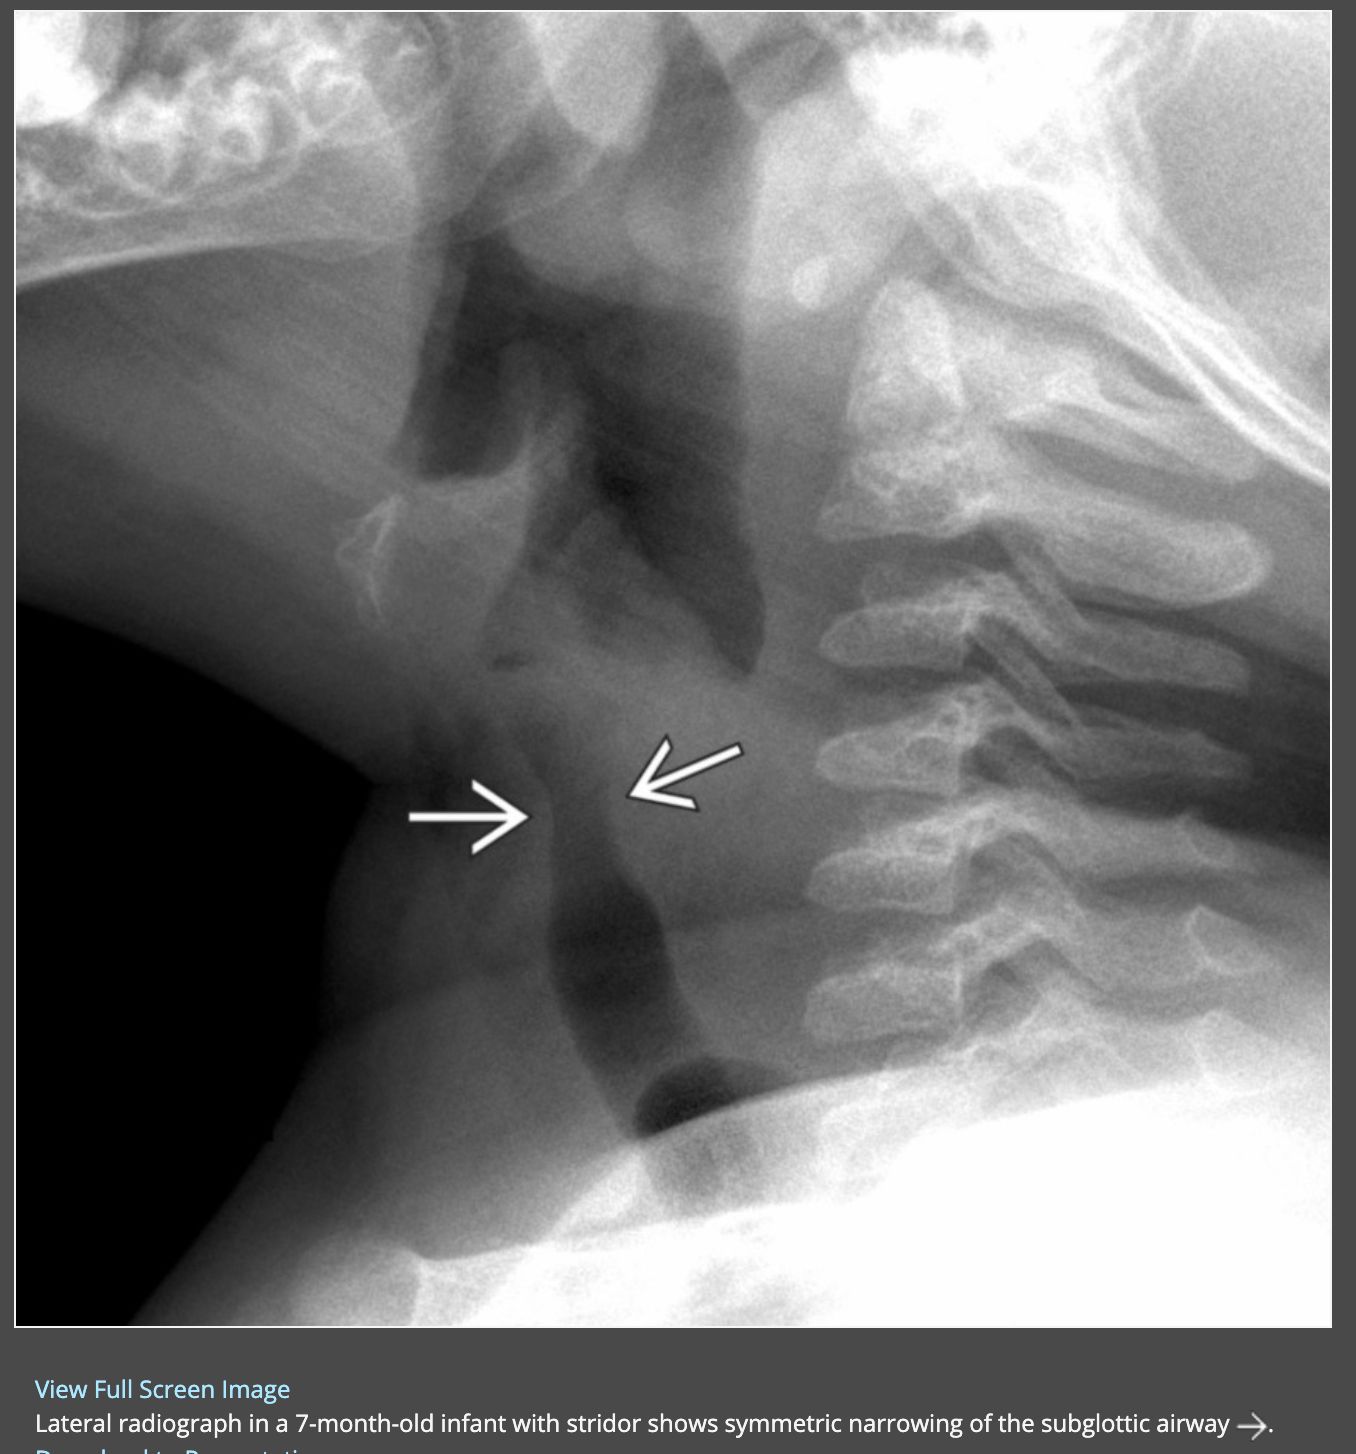 View Full Screen Image
Lateral radiograph in a 7-month-old infant with stridor shows symmetric narrowing of the subglottic airway →.